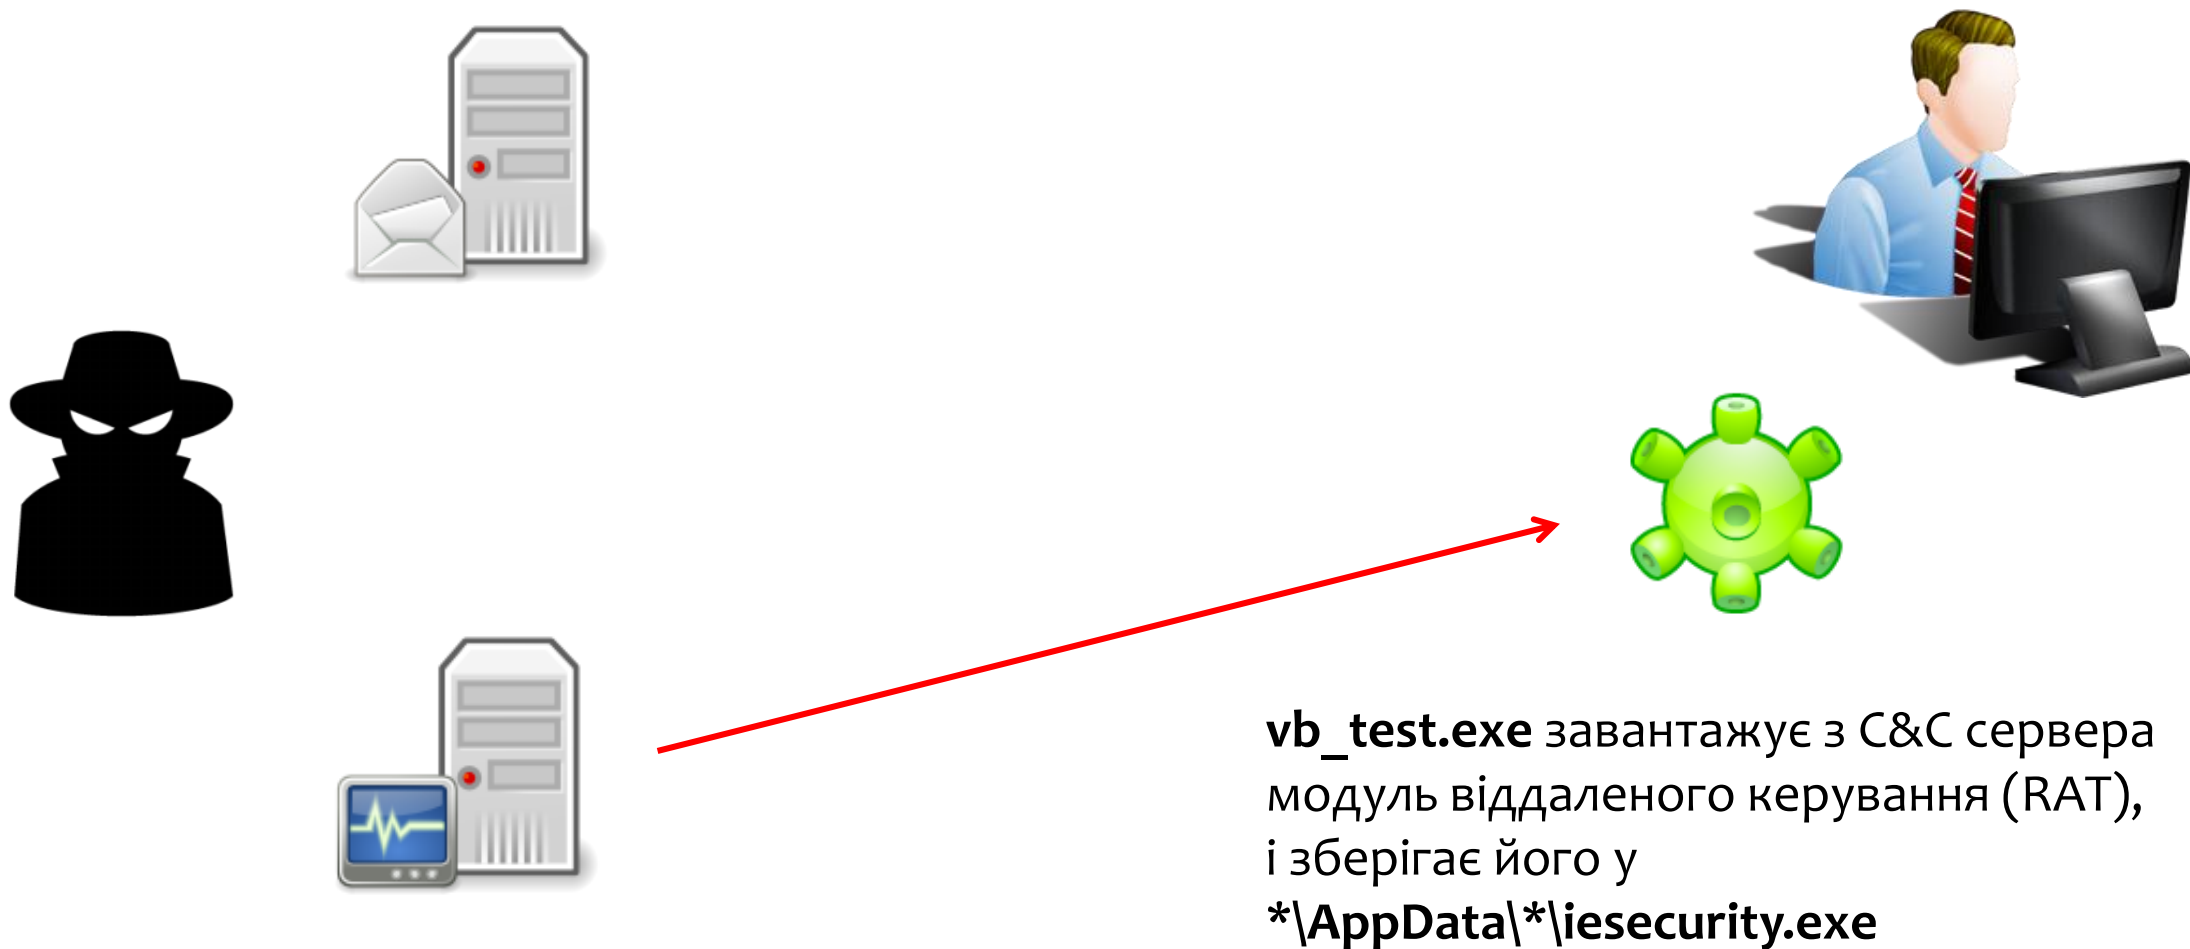 vb_test.exe завантажує з C&C сервера
модуль віддаленого керування (RAT),
і зберігає його у
*\AppData\*\iesecurity.exe